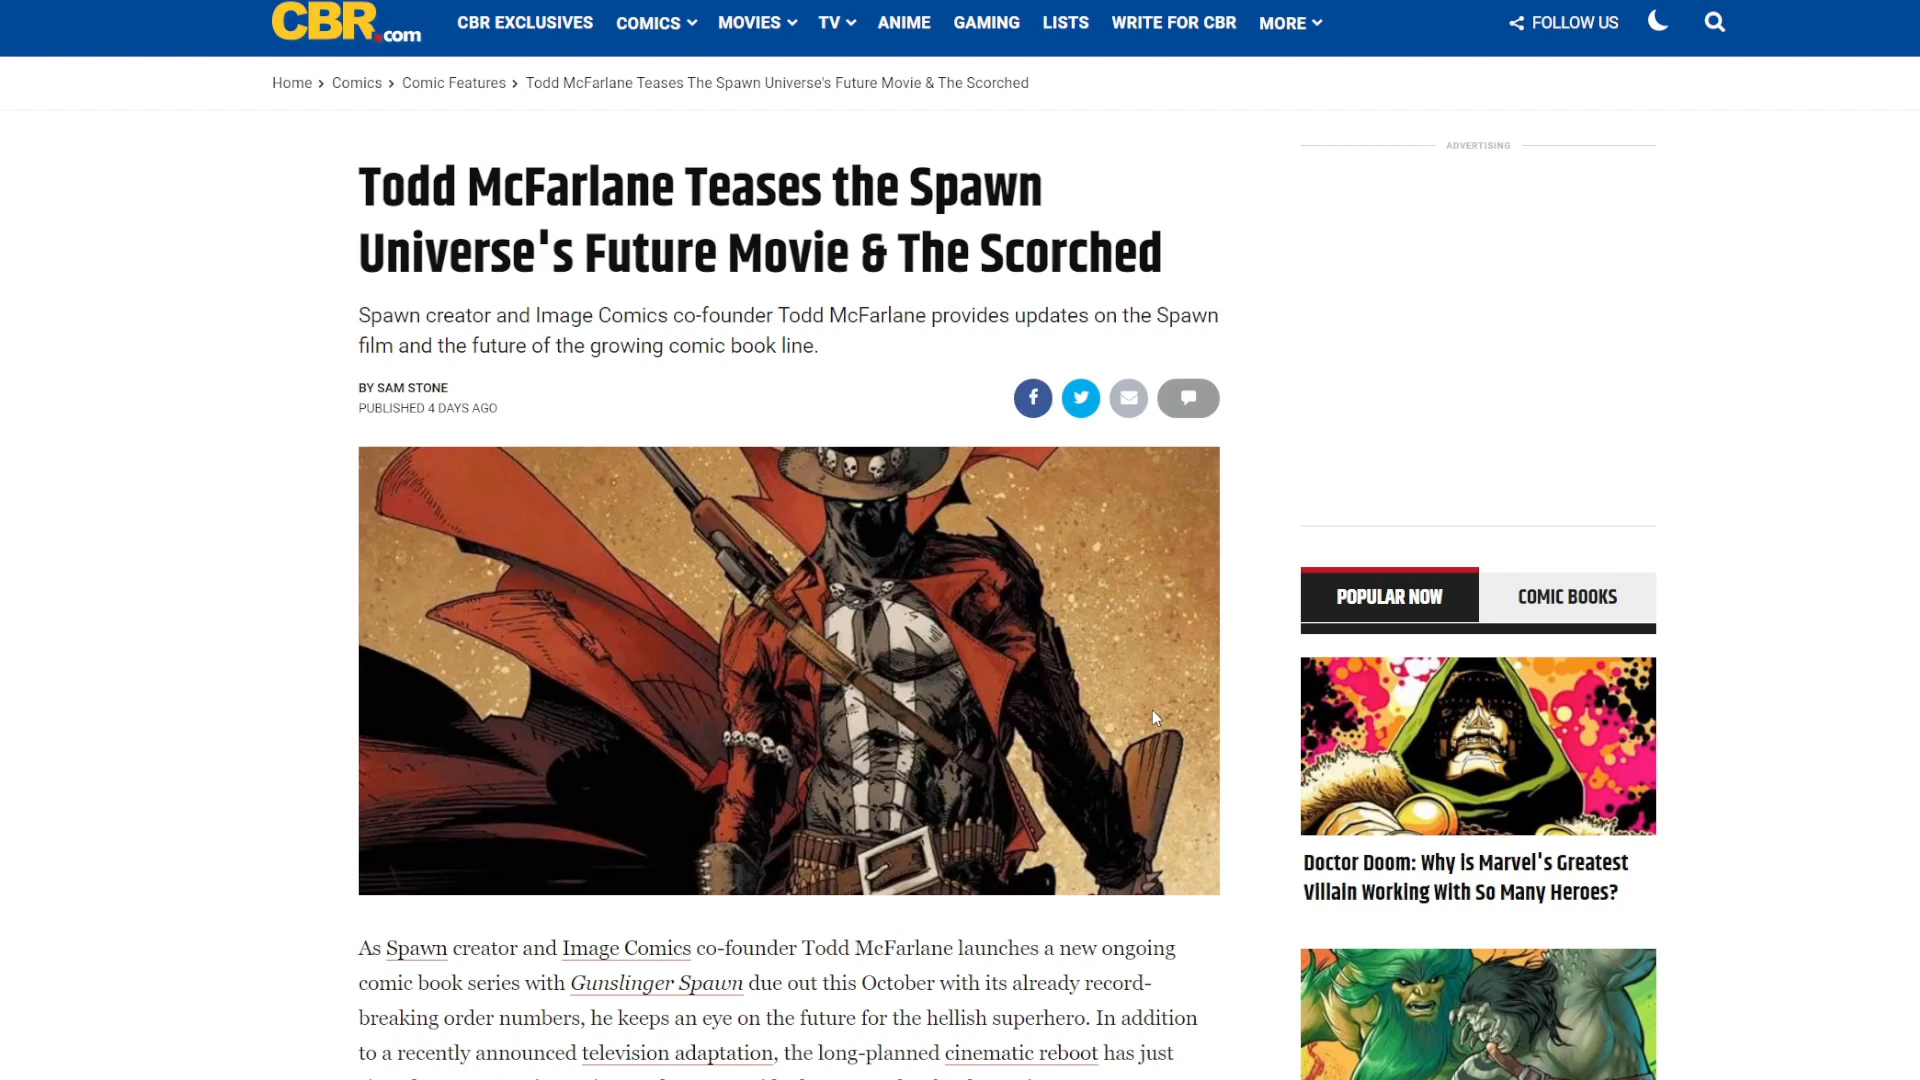 CBR.com
CBR EXCLUSIVES COMICS MOVIES TV ANIME GAMING LISTS WRITE FOR CBR MORE FOLLOW US
Home > Comics > Comic Features > Todd McFarlane Teases The Spawn Universe's Future Movie & The Scorched
ADVERTISING
Todd McFarlane Teases the Spawn
Universe's Future Movie & The Scorched
Spawn creator and Image Comics co-founder Todd McFarlane provides updates on the Spawn
film and the future of the growing comic book line.
BY SAM STONE
PUBLISHED 4 DAYS AGO
As Spawn creator and Image Comics co-founder Todd McFarlane launches a new ongoing
comic book series with Gunslinger Spawn due out this October with its already record-
breaking order numbers, he keeps an eye on the future for the hellish superhero. In addition
to a recently announced television adaptation, the long-planned cinematic reboot has just
POPULAR NOW COMIC BOOKS
Doctor Doom: Why is Marvel's Greatest
Villain Working With So Many Heroes?